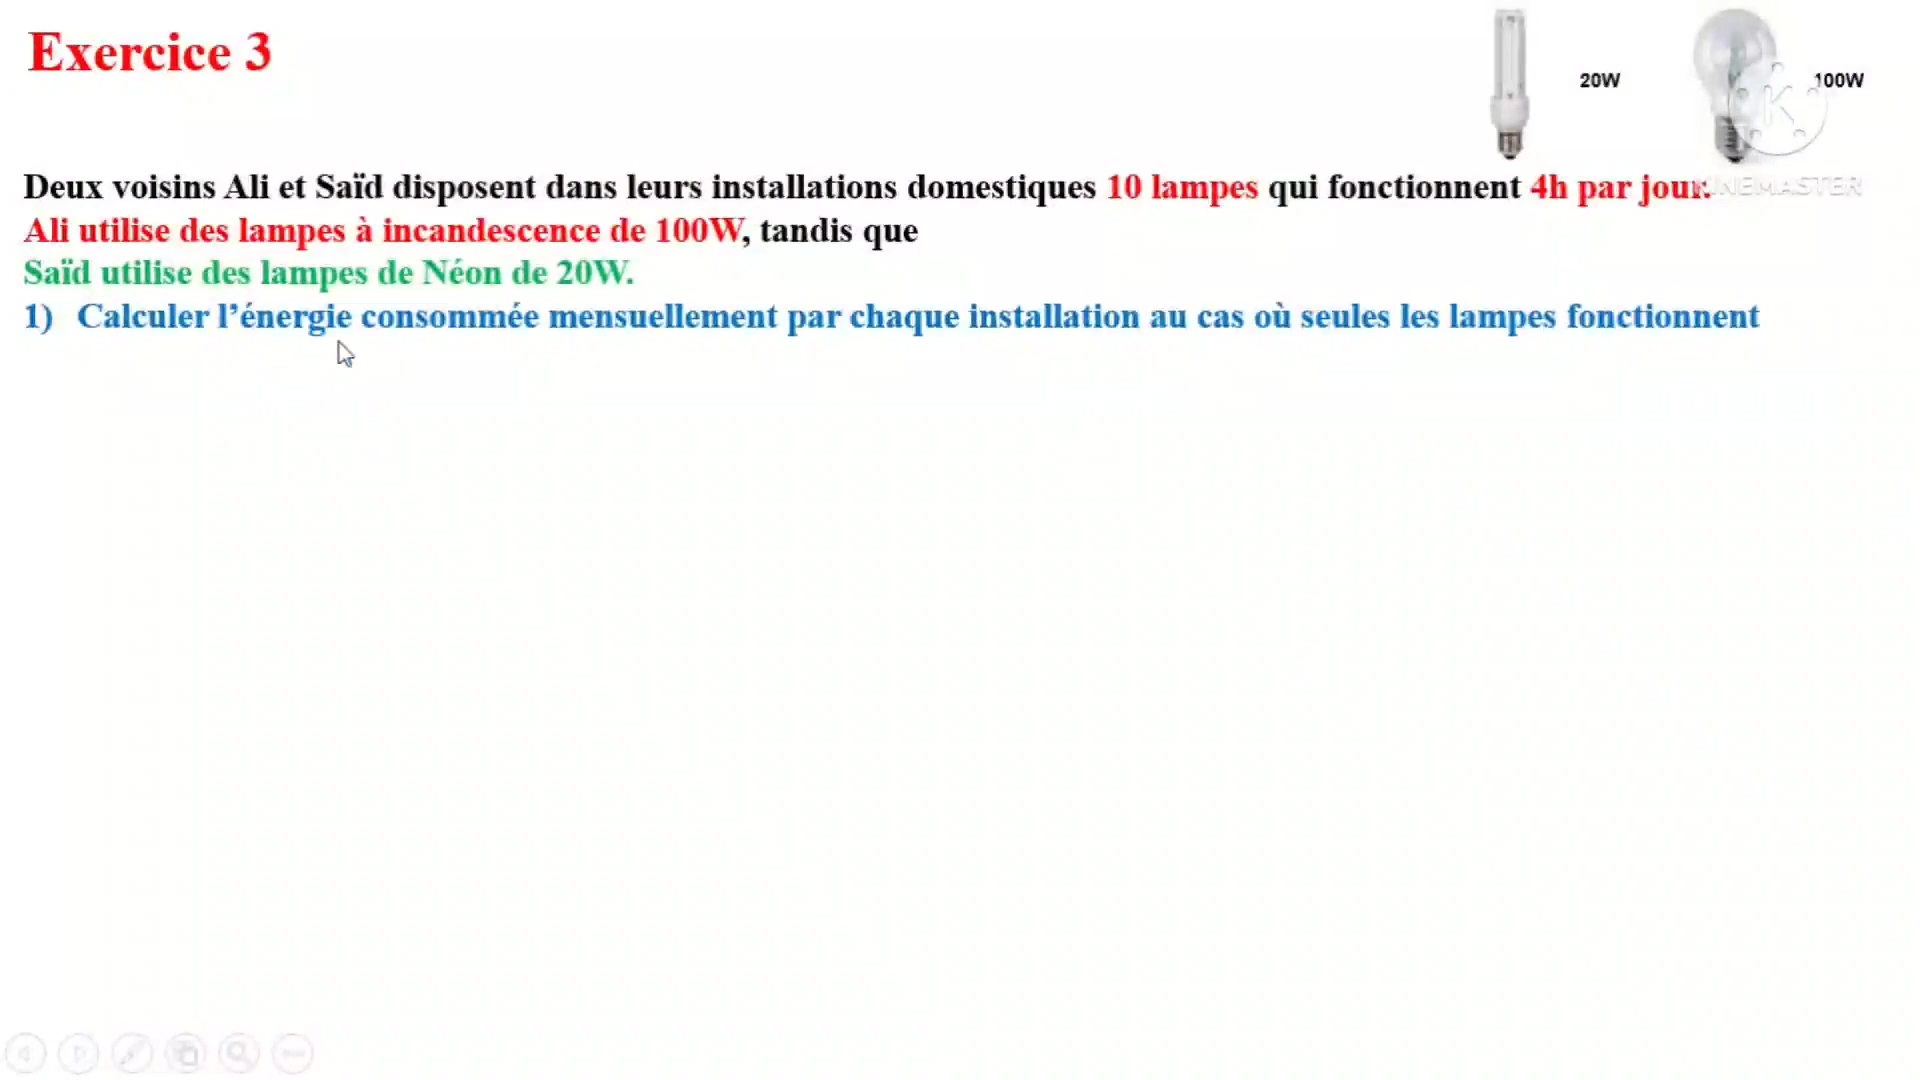 Exercice 3
20W
100W
Deux voisins Ali et Saïd disposent dans leurs installations domestiques 10 lampes qui fonctionnent 4h par jour.
KINEMASTER
Ali utilise des lampes à incandescence de 100W, tandis que
Saïd utilise des lampes de Néon de 20W.
1) Calculer l’énergie consommée mensuellement par chaque installation au cas où seules les lampes fonctionnent